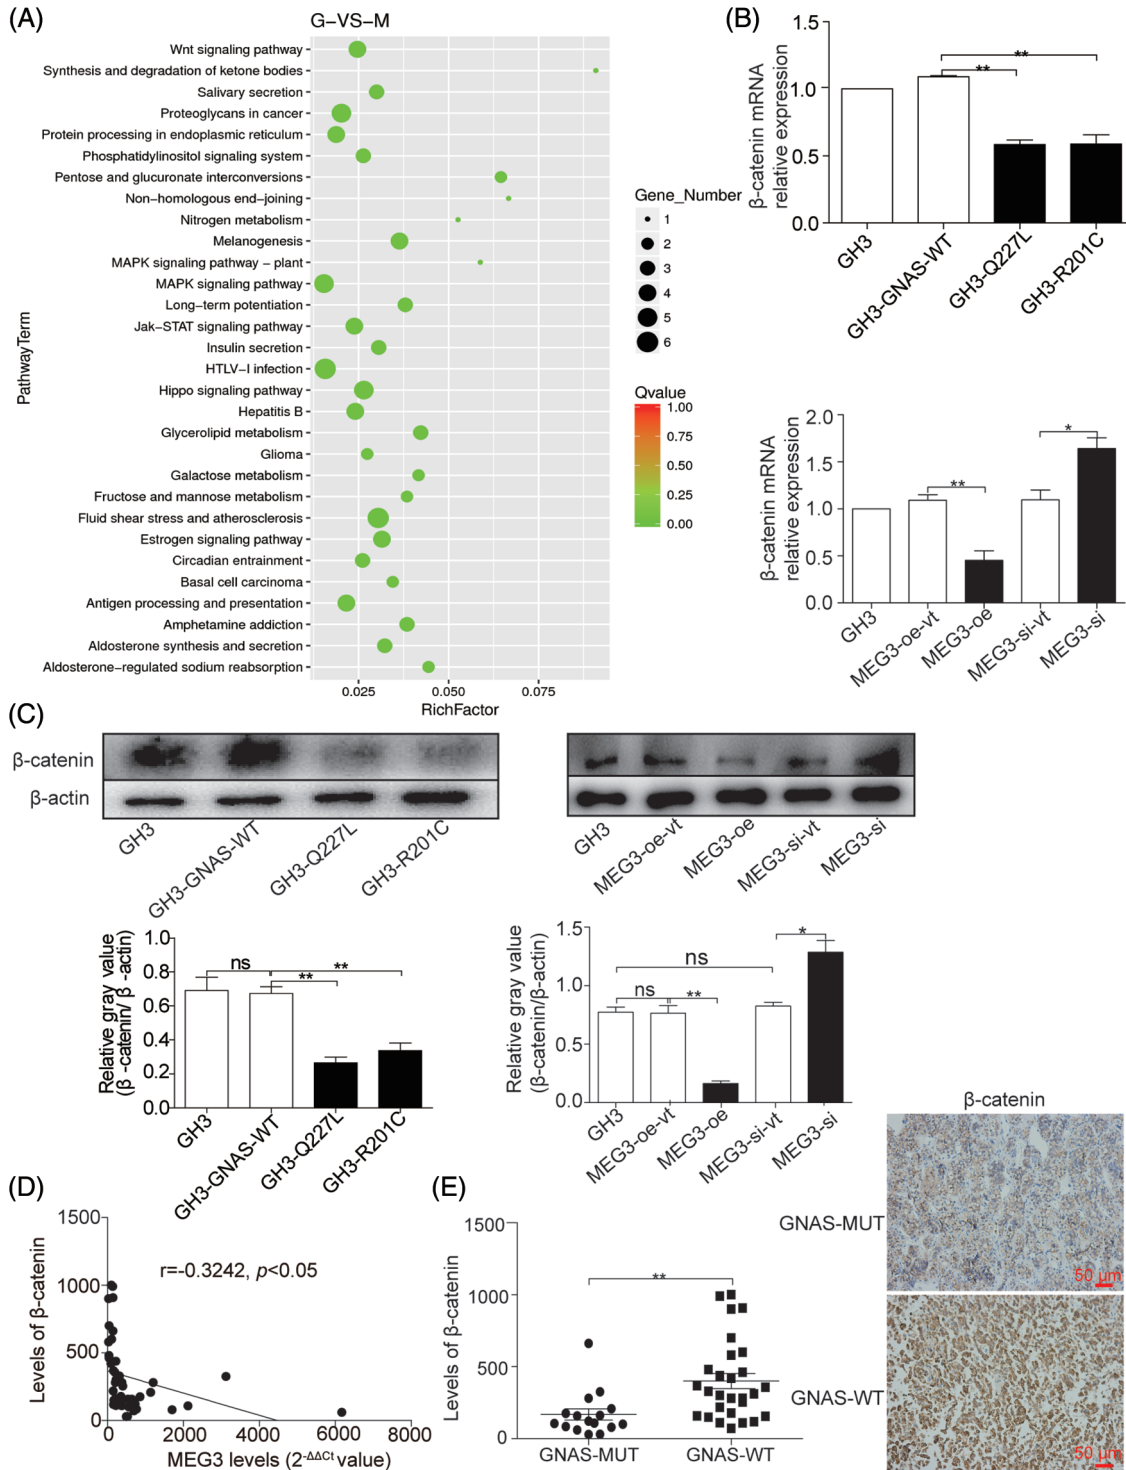 (A)
G−VS−M
PathwayTerm
Wnt signaling pathway
Synthesis and degradation of ketone bodies
Salivary secretion
Proteoglycans in cancer
Protein processing in endoplasmic reticulum
Phosphatidylinositol signaling system
Pentose and glucuronate interconversions
Non−homologous end−joining
Nitrogen metabolism
Melanogenesis
MAPK signaling pathway − plant
MAPK signaling pathway
Long−term potentiation
Jak−STAT signaling pathway
Insulin secretion
HTLV−I infection
Hippo signaling pathway
Hepatitis B
Glycerolipid metabolism
Glioma
Galactose metabolism
Fructose and mannose metabolism
Fluid shear stress and atherosclerosis
Estrogen signaling pathway
Circadian entrainment
Basal cell carcinoma
Antigen processing and presentation
Amphetamine addiction
Aldosterone synthesis and secretion
Aldosterone−regulated sodium reabsorption
0.025 0.050 0.075
RichFactor
Gene_Number
1
2
3
4
5
6
Qvalue
1.00
0.75
0.50
0.25
0.00
(B)
β-catenin mRNA
relative expression
1.5
1.0
0.5
0.0
**
**
GH3
GH3-GNAS-WT
GH3-Q227L
GH3-R201C
β-catenin mRNA
relative expression
2.0
1.5
1.0
0.5
0.0
**
*
GH3
MEG3-oe-vt
MEG3-oe
MEG3-si-vt
MEG3-si
(C)
β-catenin
β-actin
GH3
GH3-GNAS-WT
GH3-Q227L
GH3-R201C
GH3
MEG3-oe-vt
MEG3-oe
MEG3-si-vt
MEG3-si
Relative gray value
(β -catenin/ β -actin)
1.0
0.8
0.6
0.4
0.2
0.0
ns
**
**
GH3
GH3-GNAS-WT
GH3-Q227L
GH3-R201C
Relative gray value
(β-catenin/β-actin)
1.5
1.0
0.5
0.0
ns
ns
**
*
GH3
MEG3-oe-vt
MEG3-oe
MEG3-si-vt
MEG3-si
(D)
Levels of β-catenin
1500
1000
500
0
r=-0.3242, p<0.05
0 2000 4000 6000 8000
MEG3 levels (2-ΔΔCt value)
(E)
Levels of β-catenin
1500
1000
500
0
**
GNAS-MUT GNAS-WT
β-catenin
GNAS-MUT
50 μm
GNAS-WT
50 μm